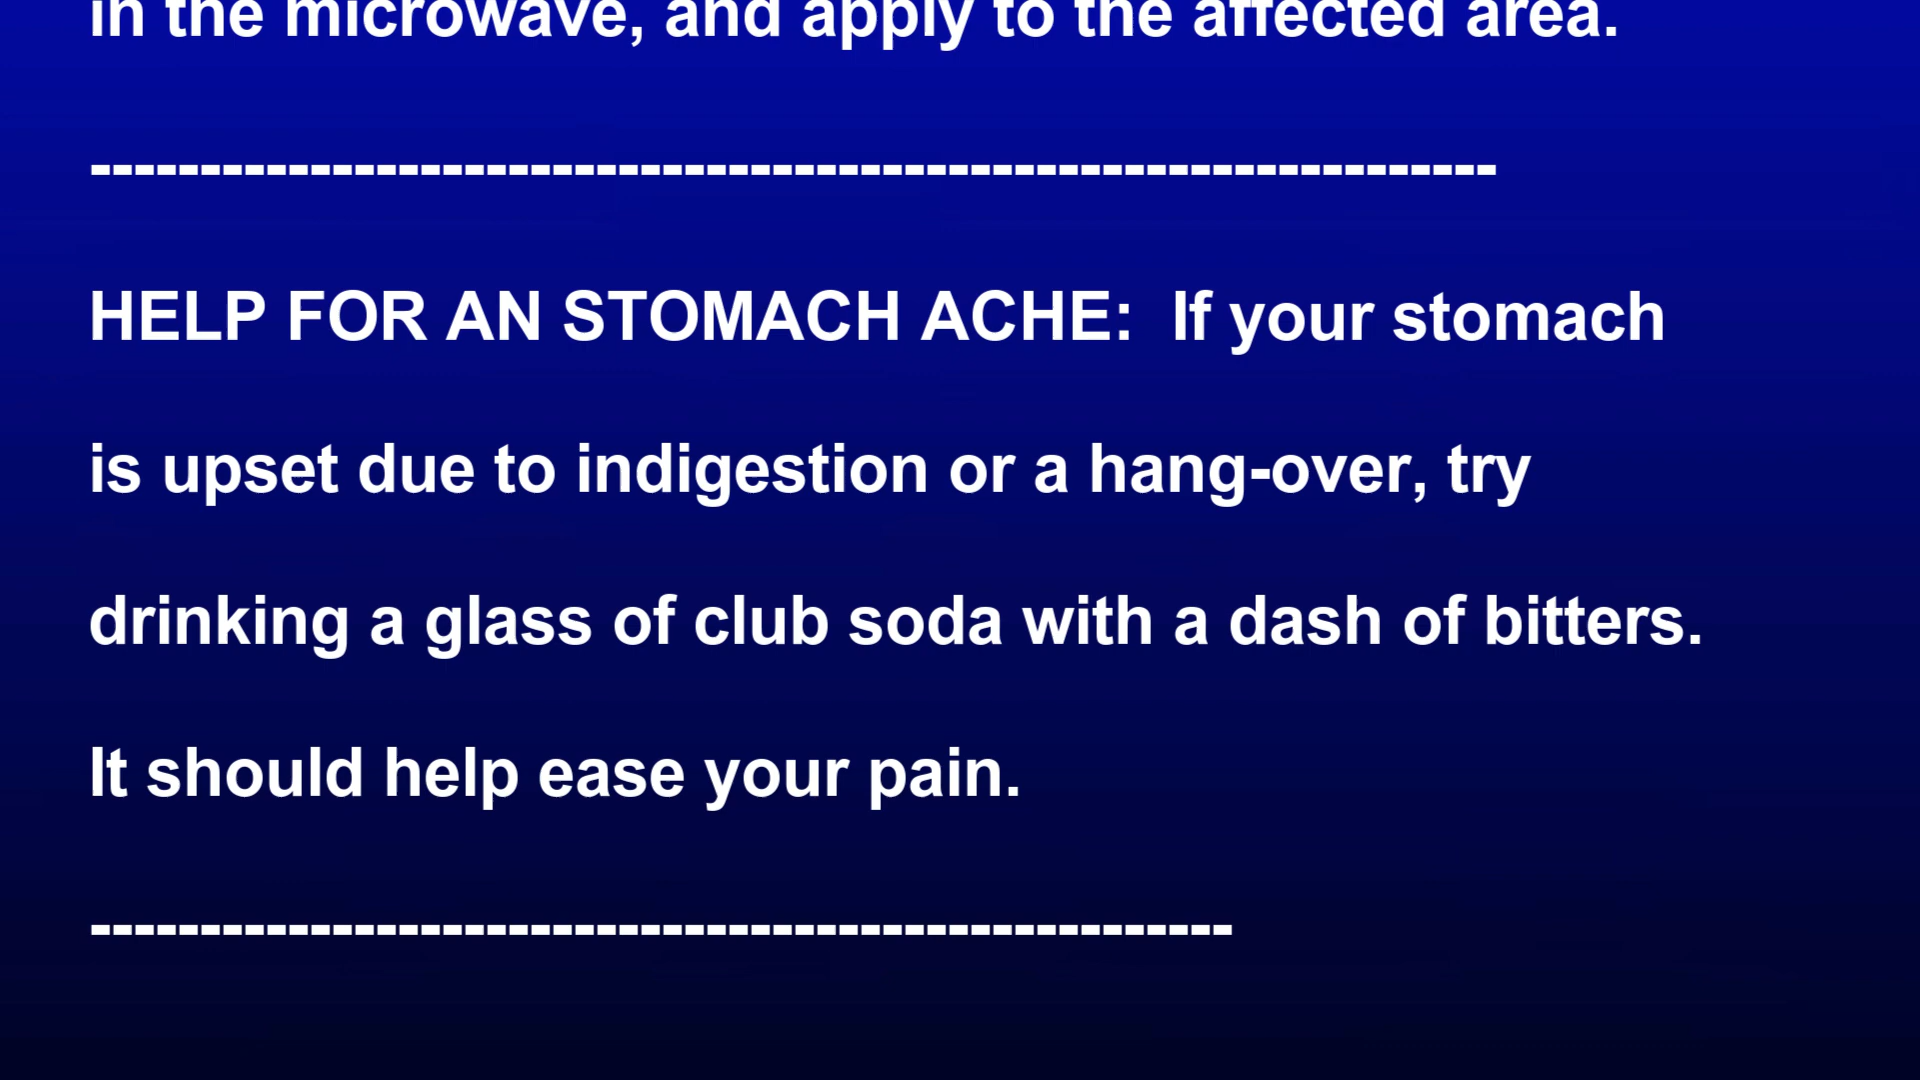 in the microwave, and apply to the affected area.
----------------------------------------------------------------
HELP FOR AN STOMACH ACHE:  If your stomach
is upset due to indigestion or a hang-over, try
drinking a glass of club soda with a dash of bitters.
It should help ease your pain.
----------------------------------------------------